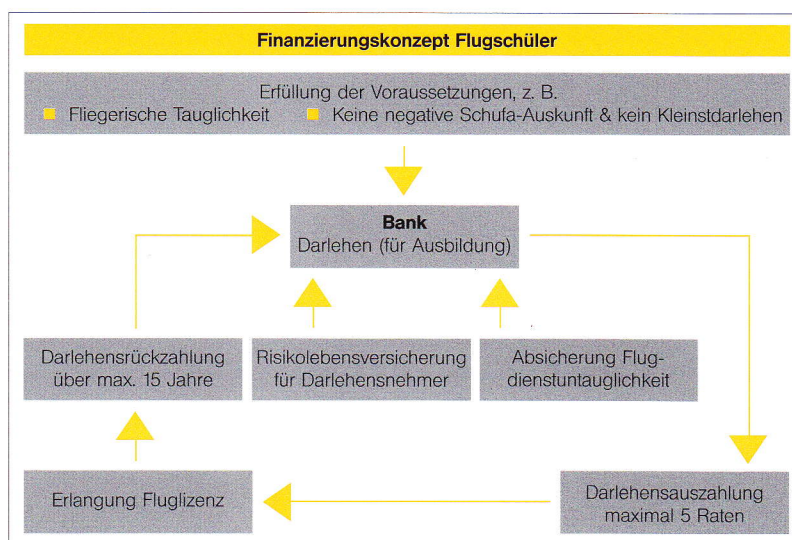 Finanzierungskonzept Flugschüler
Erfüllung der Voraussetzungen, z. B.
Fliegerische Tauglichkeit
Keine negative Schufa-Auskunft & kein Kleinstdarlehen
Bank
Darlehen (für Ausbildung)
Darlehensrückzahlung
über max. 15 Jahre
Risikolebensversicherung
für Darlehensnehmer
Absicherung Flug-
dienstuntauglichkeit
Erlangung Fluglizenz
Darlehensauszahlung
maximal 5 Raten